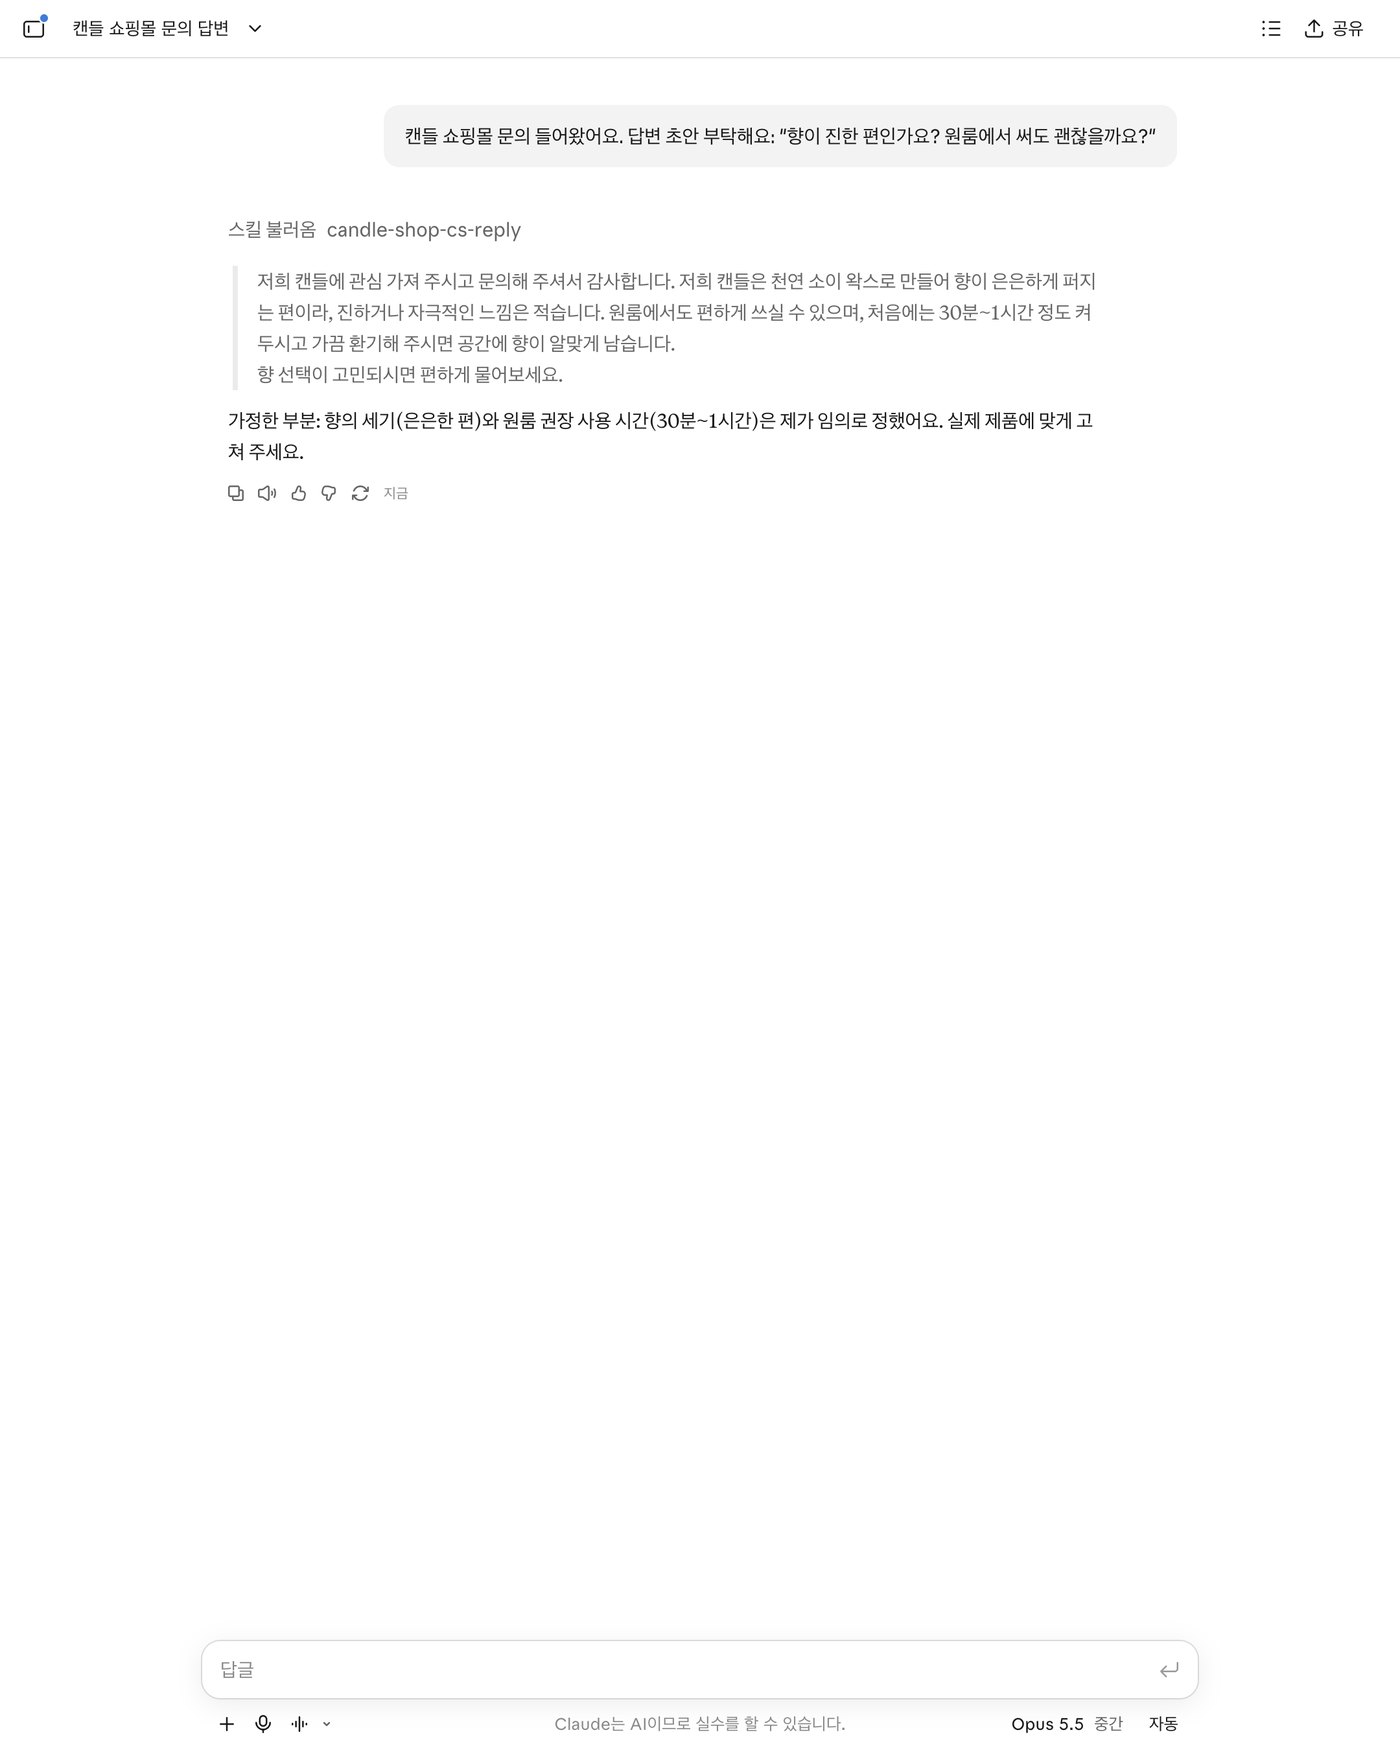 캔들 쇼핑몰 문의 답변
공유
캔들 쇼핑몰 문의 들어왔어요. 답변 초안 부탁해요: "향이 진한 편인가요? 원룸에서 써도 괜찮을까요?"
스킬 불러옴 candle-shop-cs-reply
저희 캔들에 관심 가져 주시고 문의해 주셔서 감사합니다. 저희 캔들은 천연 소이 왁스로 만들어 향이 은은하게 퍼지
는 편이라, 진하거나 자극적인 느낌은 적습니다. 원룸에서도 편하게 쓰실 수 있으며, 처음에는 30분~1시간 정도 켜
두시고 가끔 환기해 주시면 공간에 향이 알맞게 남습니다.
향 선택이 고민되시면 편하게 물어보세요.
가정한 부분: 향의 세기(은은한 편)와 원룸 권장 사용 시간(30분~1시간)은 제가 임의로 정했어요. 실제 제품에 맞게 고
쳐 주세요.
지금
답글
Claude는 AI이므로 실수를 할 수 있습니다.
Opus 5.5 중간 자동